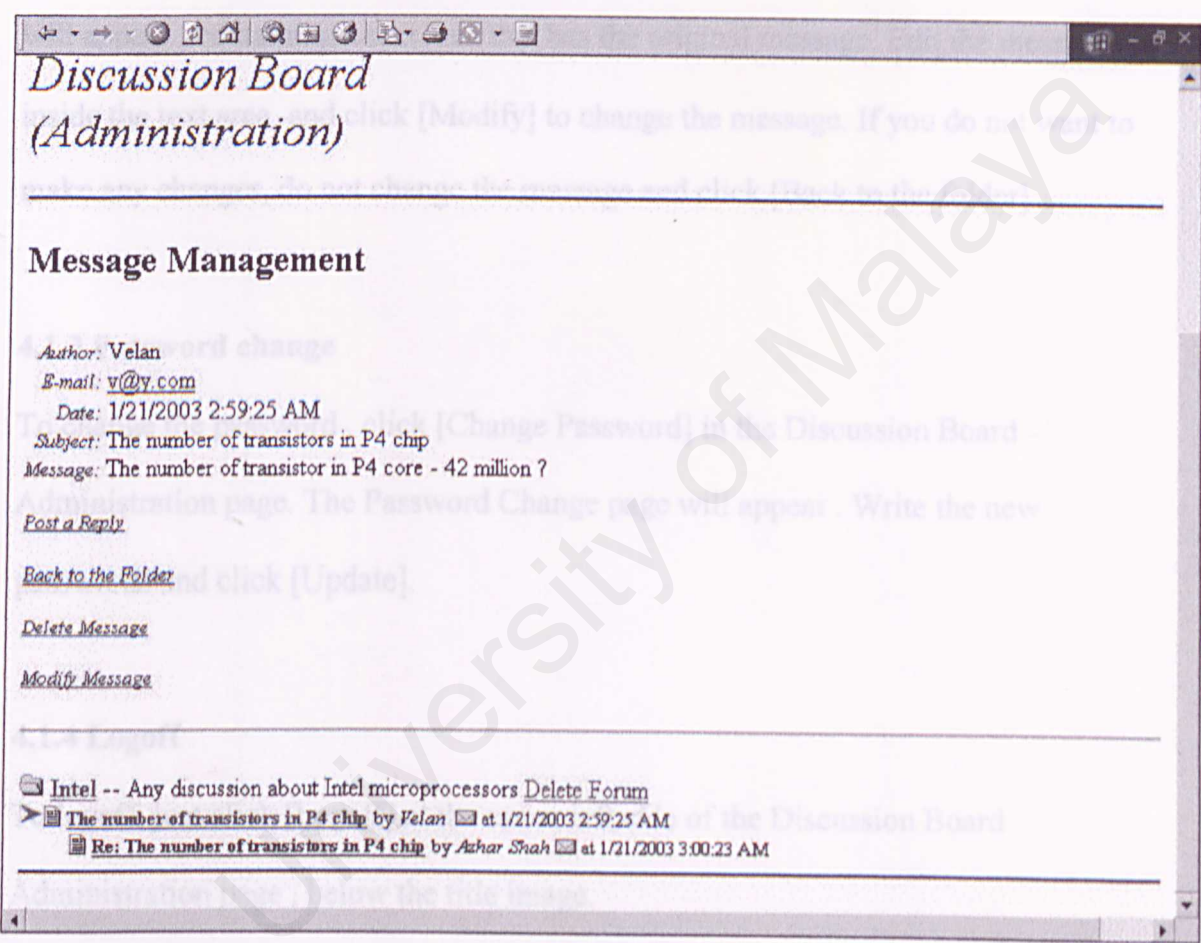 Discussion Board
(Administration)
Message Management
Author: Velan
E-mail: v@y.com
Date: 1/21/2003 2:59:25 AM
Subject: The number of transistors in P4 chip
Message: The number of transistor in P4 core - 42 million ?
Post a Reply
Back to the Folder
Delete Message
Modify Message
Intel -- Any discussion about Intel microprocessors Delete Forum
The number of transistors in P4 chip by Velan at 1/21/2003 2:59:25 AM
Re: The number of transistors in P4 chip by Azhar Shah at 1/21/2003 3:00:23 AM
University of Malaya
the original message. Edit the
inside the text area, and click [Modify] to change the message. If you do not want to
make any changes, do not change the message and click [Back to the folder]
word change
To change the password, click [Change Password] in the Discussion Board
Administration page. The Password Change page will appear . Write the new
and click [Update].
4.1.4 Logoff
of the Discussion Board
Administration page , below the title image.